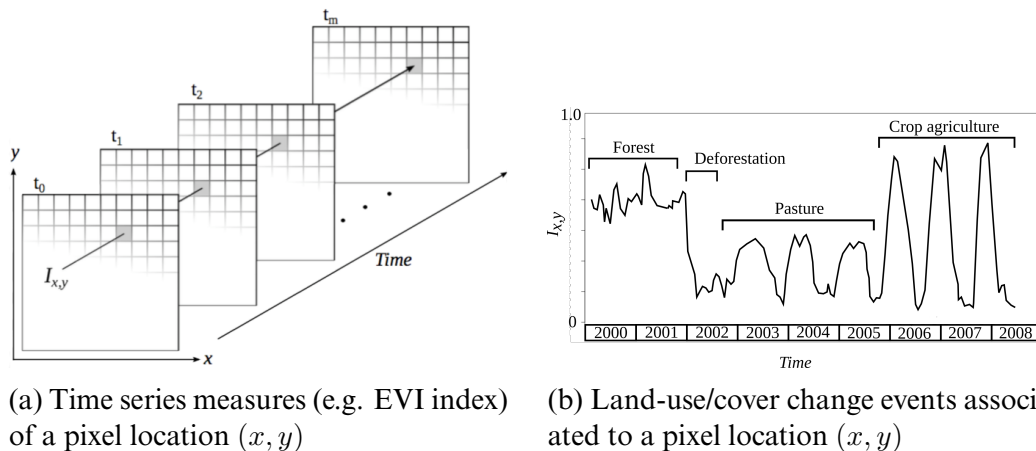 t_m
t_2
t_1
t_0
y
I_{x,y}
x
Time
1.0
Crop agriculture
Forest
Deforestation
Pasture
I_{x,y}
0
2000 2001 2002 2003 2004 2005 2006 2007 2008
Time
(a) Time series measures (e.g. EVI index)
of a pixel location (x, y)
(b) Land-use/cover change events associ
ated to a pixel location (x, y)